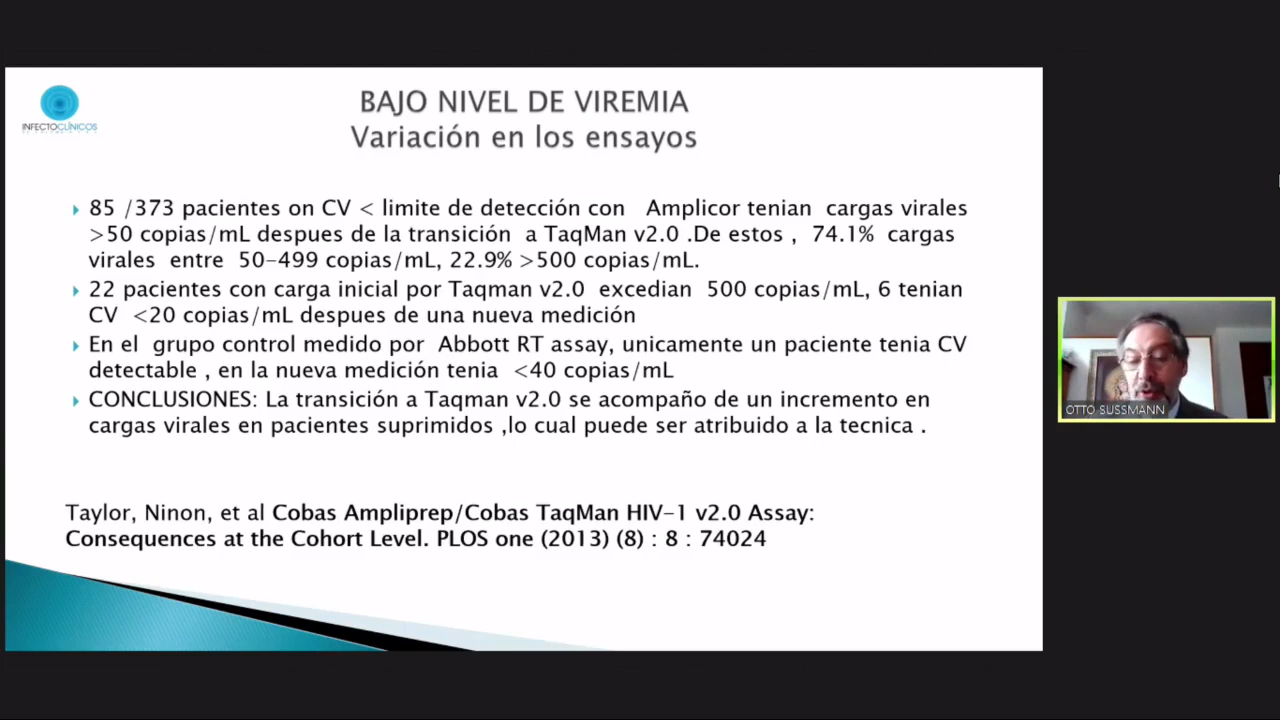 INFECTOCLÍNICOS
BAJO NIVEL DE VIREMIA
Variación en los ensayos
85 /373 pacientes on CV < limite de detección con Amplicor tenian cargas virales
>50 copias/mL despues de la transición a TaqMan v2.0 .De estos , 74.1% cargas
virales entre 50-499 copias/mL, 22.9% >500 copias/mL.
22 pacientes con carga inicial por Taqman v2.0 excedian 500 copias/mL, 6 tenian
CV <20 copias/mL despues de una nueva medición
En el grupo control medido por Abbott RT assay, unicamente un paciente tenia CV
detectable , en la nueva medición tenia <40 copias/mL
CONCLUSIONES: La transición a Taqman v2.0 se acompaño de un incremento en
cargas virales en pacientes suprimidos ,lo cual puede ser atribuido a la tecnica .
Taylor, Ninon, et al Cobas Ampliprep/Cobas TaqMan HIV-1 v2.0 Assay:
Consequences at the Cohort Level. PLOS one (2013) (8) : 8 : 74024
OTTO SUSSMANN